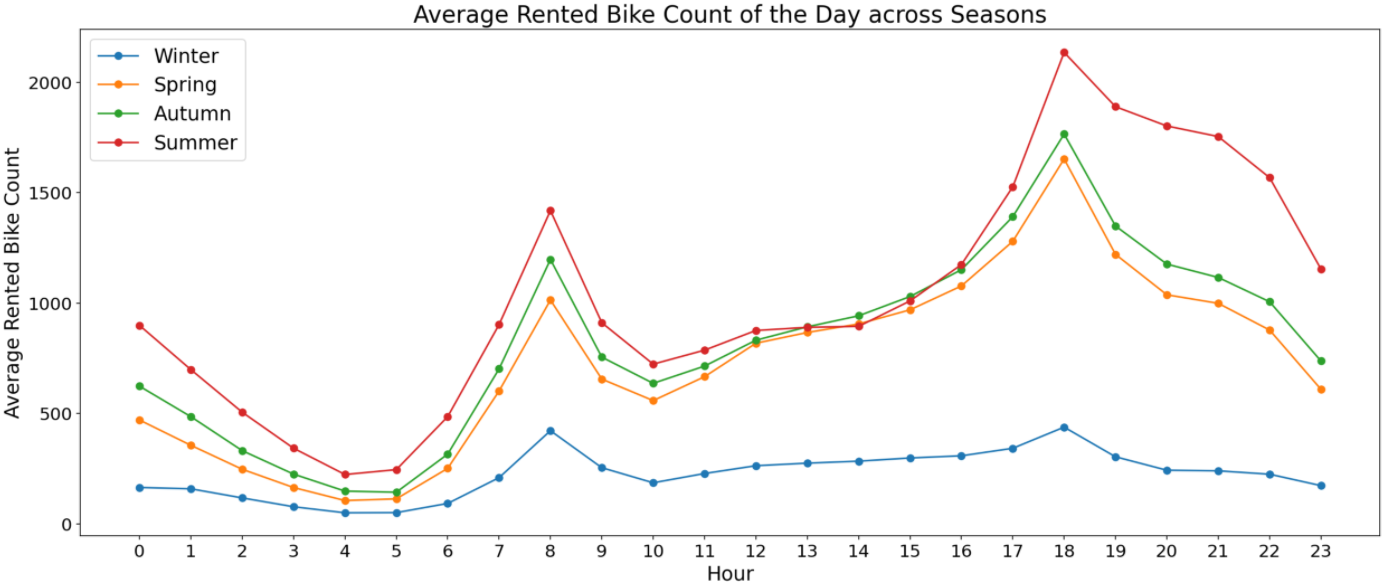 Average Rented Bike Count of the Day across Seasons
Winter
Spring
Autumn
Summer
Average Rented Bike Count
2000
1500
1000
500
0
0 1 2 3 4 5 6 7 8 9 10 11 12 13 14 15 16 17 18 19 20 21 22 23
Hour